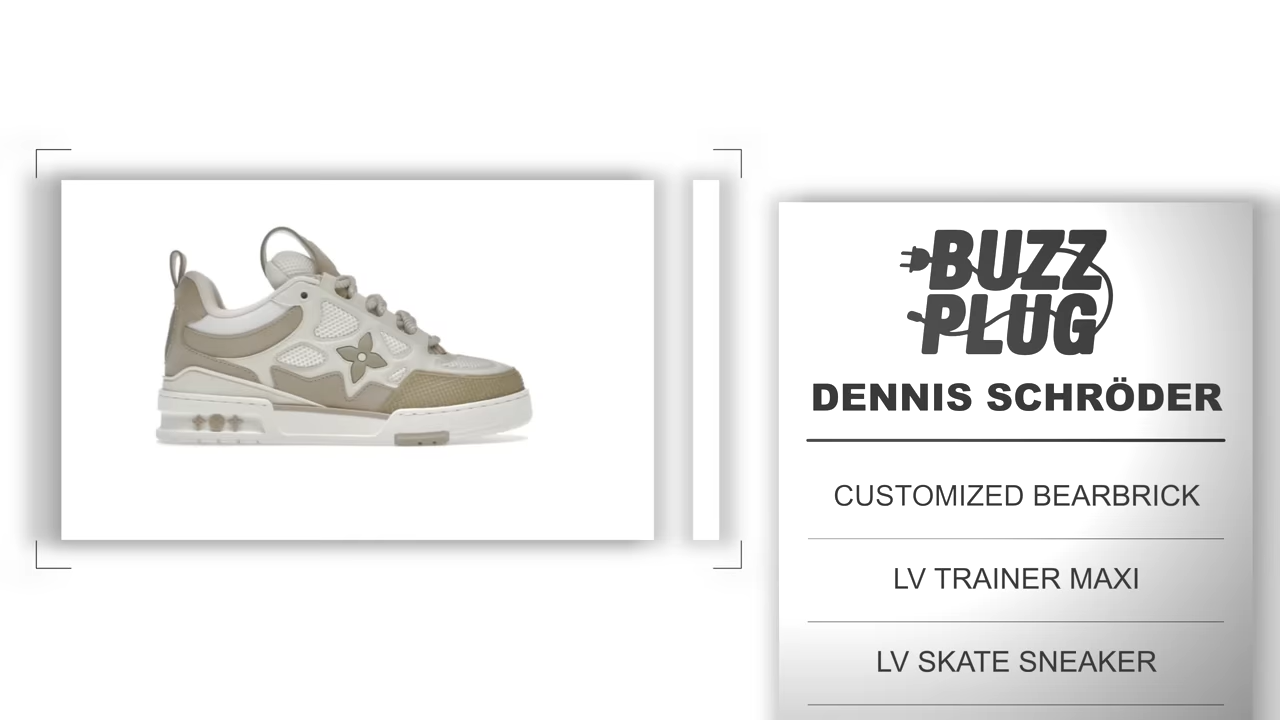 BUZZ
PLUG
DENNIS SCHRÖDER
CUSTOMIZED BEARBRICK
LV TRAINER MAXI
LV SKATE SNEAKER